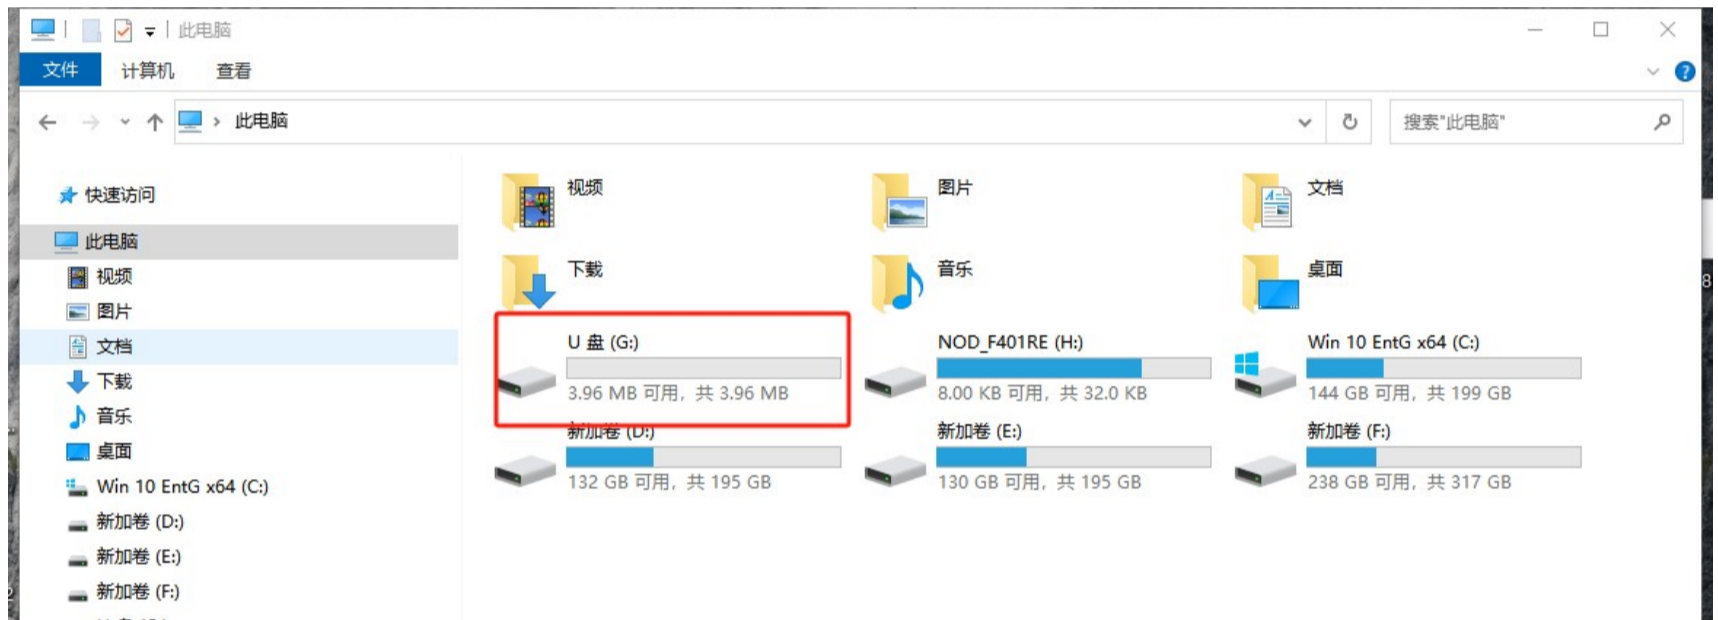 此电脑
文件 计算机 查看
此电脑
搜索"此电脑"
快速访问
此电脑
视频
图片
文档
下载
音乐
桌面
Win 10 EntG x64 (C:)
新加卷 (D:)
新加卷 (E:)
新加卷 (F:)
视频
图片
文档
下载
音乐
桌面
U 盘 (G:)
3.96 MB 可用, 共 3.96 MB
NOD_F401RE (H:)
8.00 KB 可用, 共 32.0 KB
Win 10 EntG x64 (C:)
144 GB 可用, 共 199 GB
新加卷 (D:)
132 GB 可用, 共 195 GB
新加卷 (E:)
130 GB 可用, 共 195 GB
新加卷 (F:)
238 GB 可用, 共 317 GB
8